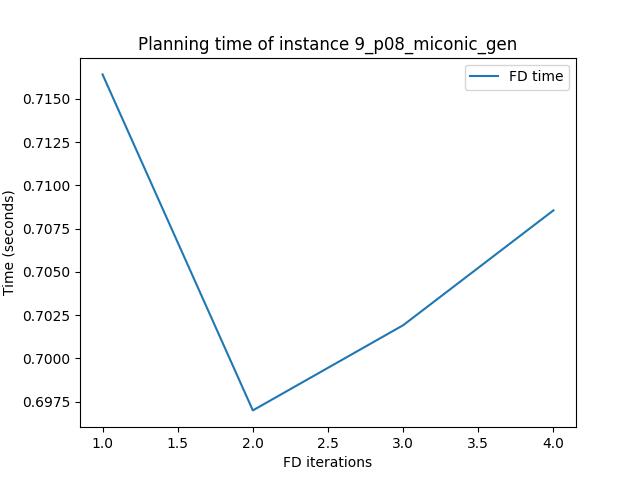 Planning time of instance 9_p08_miconic_gen
FD time
0.7150
0.7125
0.7100
0.7075
0.7050
0.7025
0.7000
0.6975
Time (seconds)
1.0 1.5 2.0 2.5 3.0 3.5 4.0
FD iterations